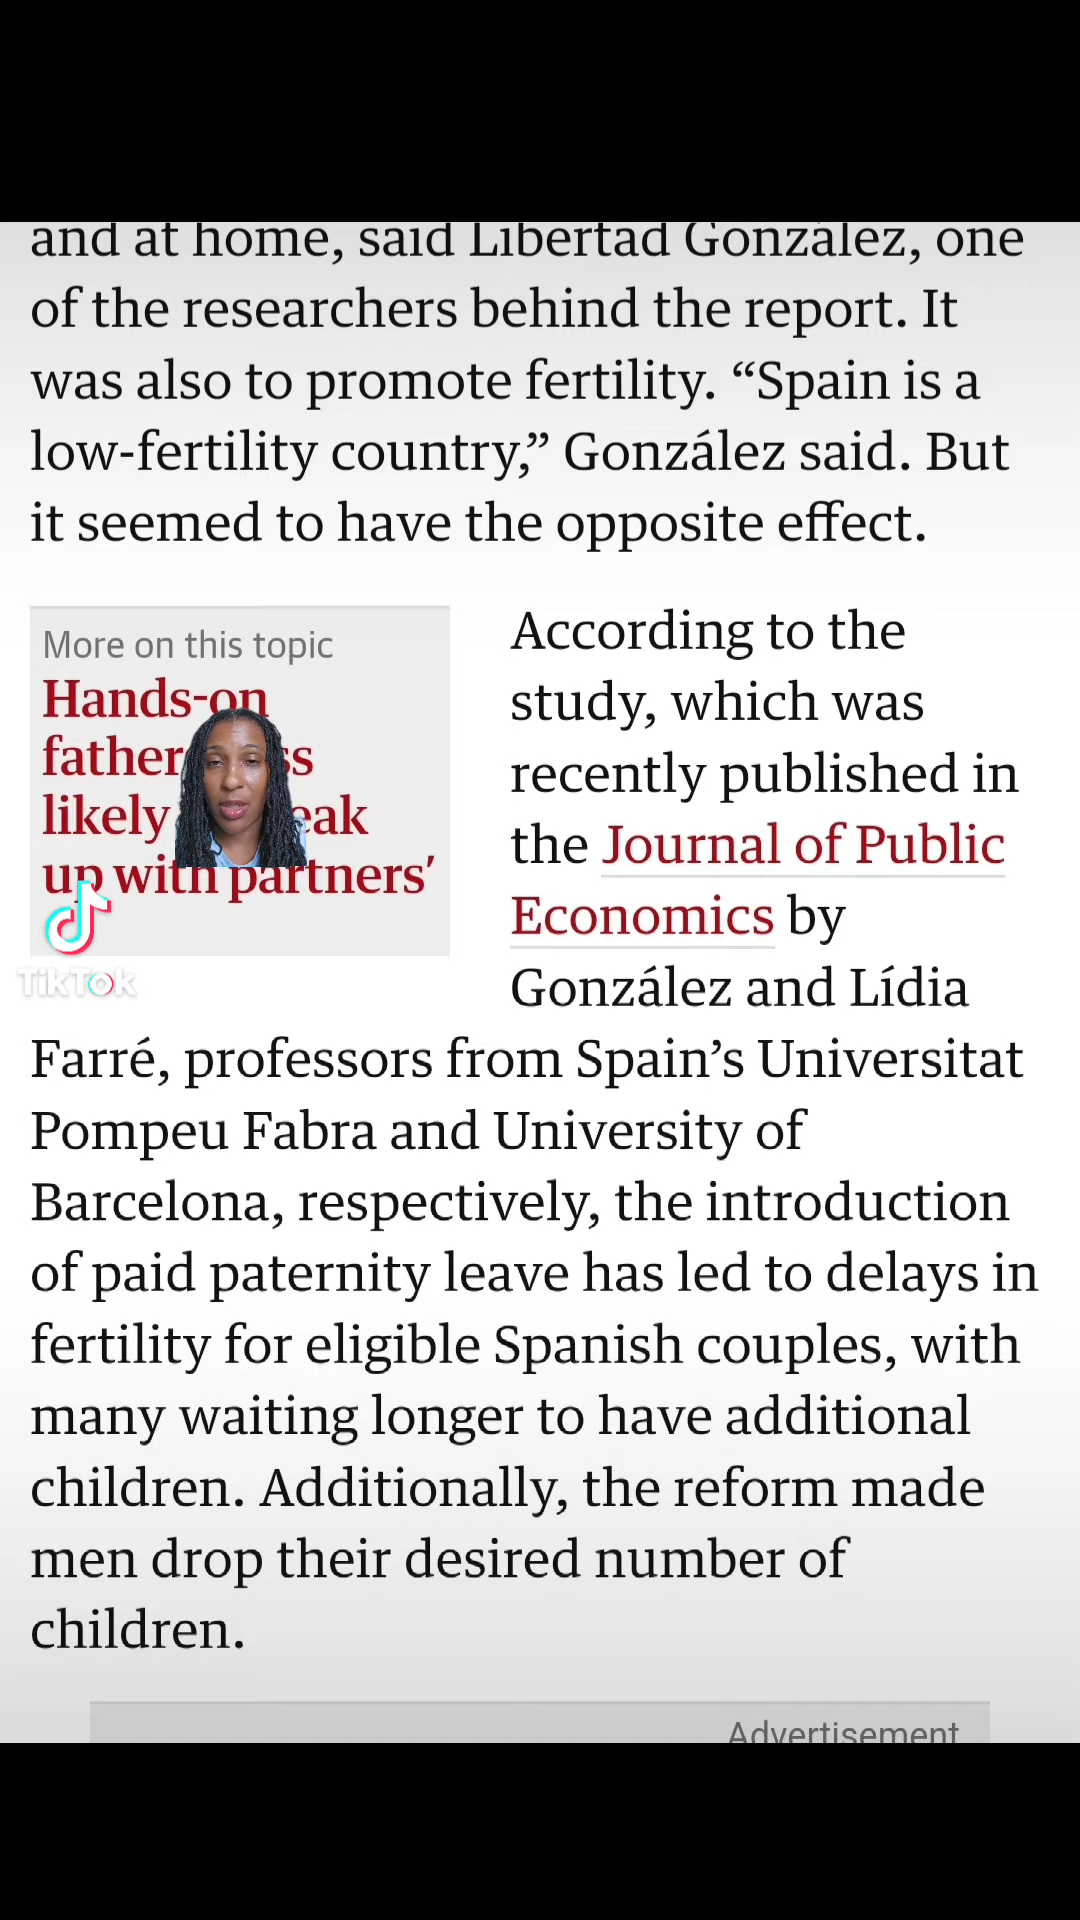 and at home, said Libertad González, one
of the researchers behind the report. It
was also to promote fertility. “Spain is a
low-fertility country,” González said. But
it seemed to have the opposite effect.
More on this topic
Hands-on
likely
up with partners’
TikTok
According to the
study, which was
recently published in
the Journal of Public
Economics by
González and Lídia
Farré, professors from Spain’s Universitat
Pompeu Fabra and University of
Barcelona, respectively, the introduction
of paid paternity leave has led to delays in
fertility for eligible Spanish couples, with
many waiting longer to have additional
children. Additionally, the reform made
men drop their desired number of
children.
Advertisement